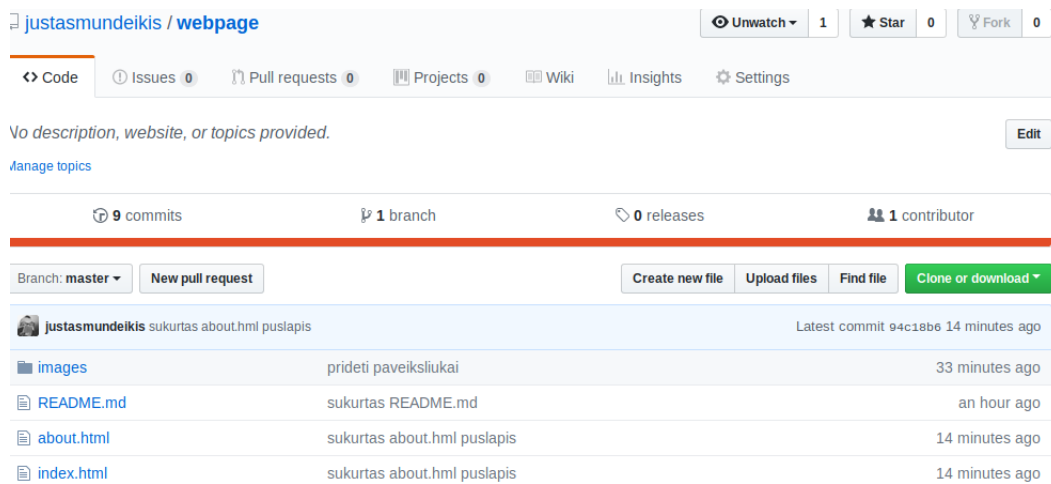 justasmundeikis / webpage Unwatch 1 Star 0 Fork 0
Code Issues 0 Pull requests 0 Projects 0 Wiki Insights Settings
No description, website, or topics provided. Edit
Manage topics
9 commits 1 branch 0 releases 1 contributor
Branch: master New pull request Create new file Upload files Find file Clone or download
justasmundeikis sukurtas about.hml puslapis Latest commit 94c18b6 14 minutes ago
images prideti paveiksliukai 33 minutes ago
README.md sukurtas README.md an hour ago
about.html sukurtas about.hml puslapis 14 minutes ago
index.html sukurtas about.hml puslapis 14 minutes ago